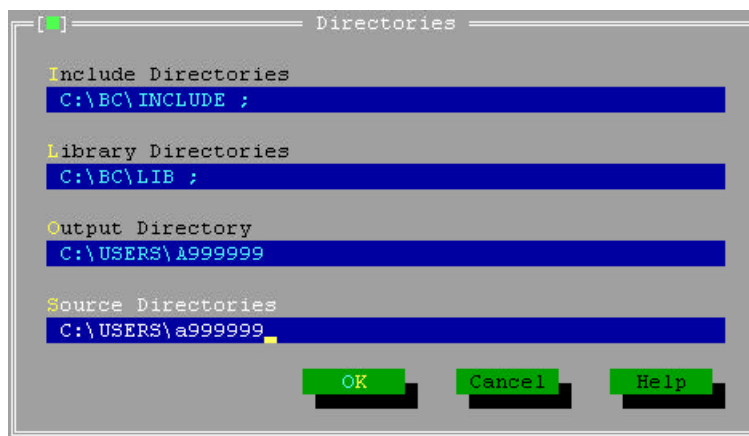 Directories
Include Directories
C:\BC\INCLUDE ;
Library Directories
C:\BC\LIB ;
Output Directory
C:\USERS\A999999
Source Directories
C:\USERS\a999999_
OK Cancel Help